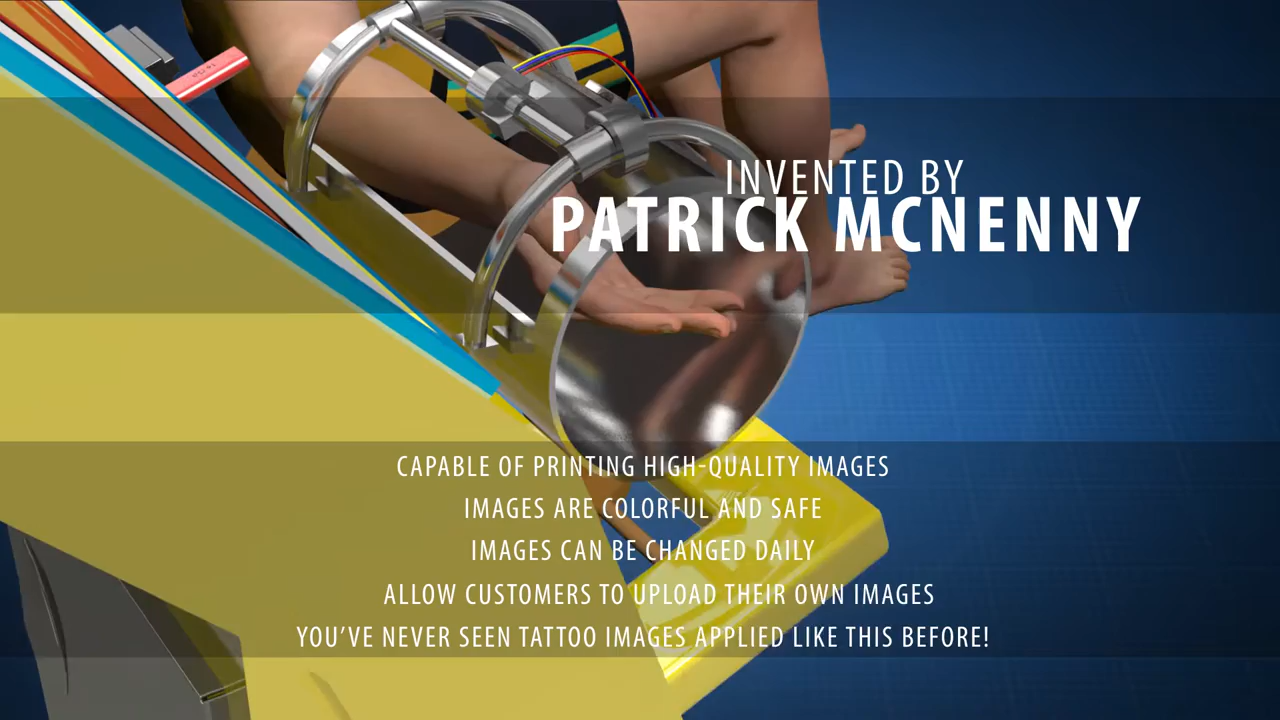 INVENTED BY
PATRICK MCNENNY
CAPABLE OF PRINTING HIGH-QUALITY IMAGES
IMAGES ARE COLORFUL AND SAFE
IMAGES CAN BE CHANGED DAILY
ALLOW CUSTOMERS TO UPLOAD THEIR OWN IMAGES
YOU'VE NEVER SEEN TATTOO IMAGES APPLIED LIKE THIS BEFORE!